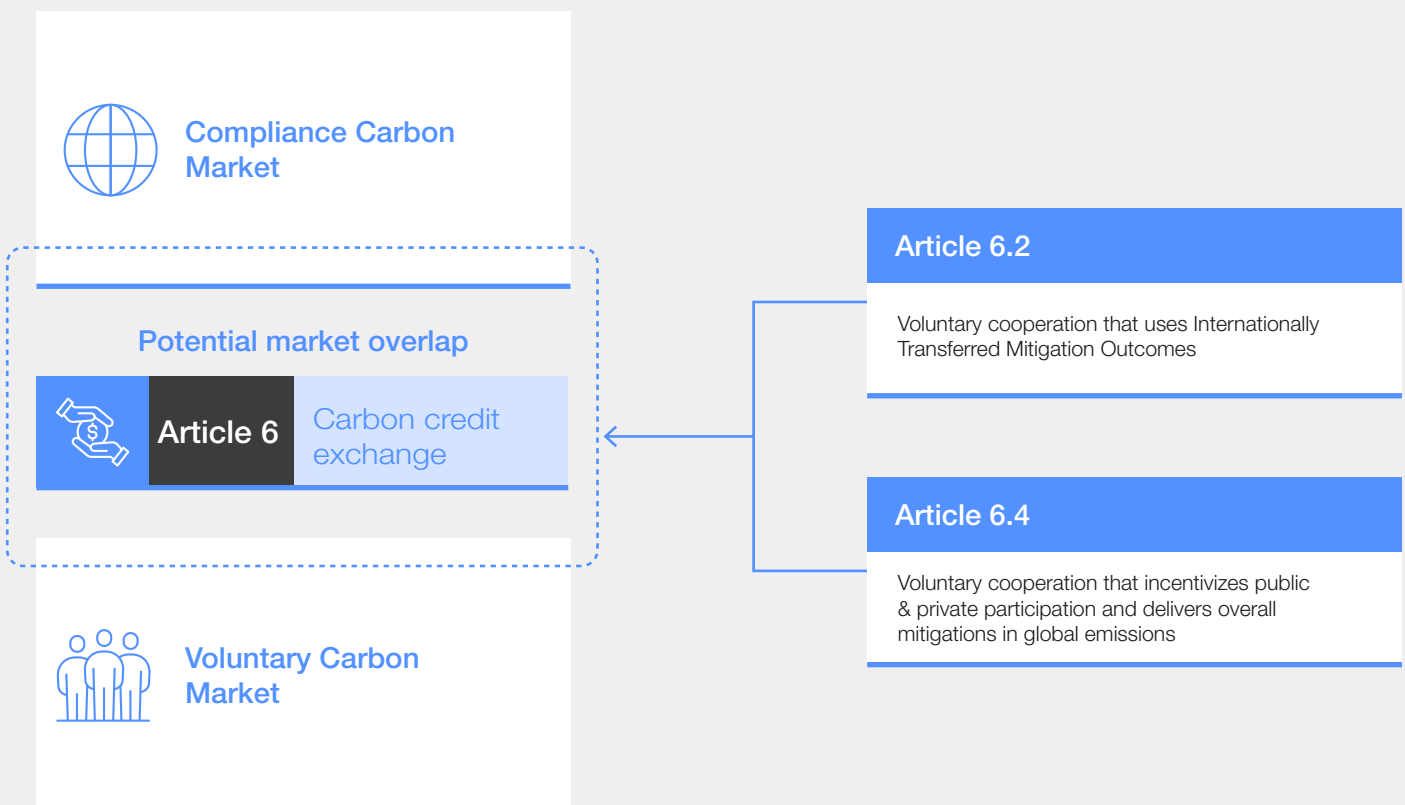 Compliance Carbon
Market
Potential market overlap
$
Article 6
Carbon credit
exchange
Voluntary Carbon
Market
Article 6.2
Voluntary cooperation that uses Internationally
Transferred Mitigation Outcomes
Article 6.4
Voluntary cooperation that incentivizes public
& private participation and delivers overall
mitigations in global emissions